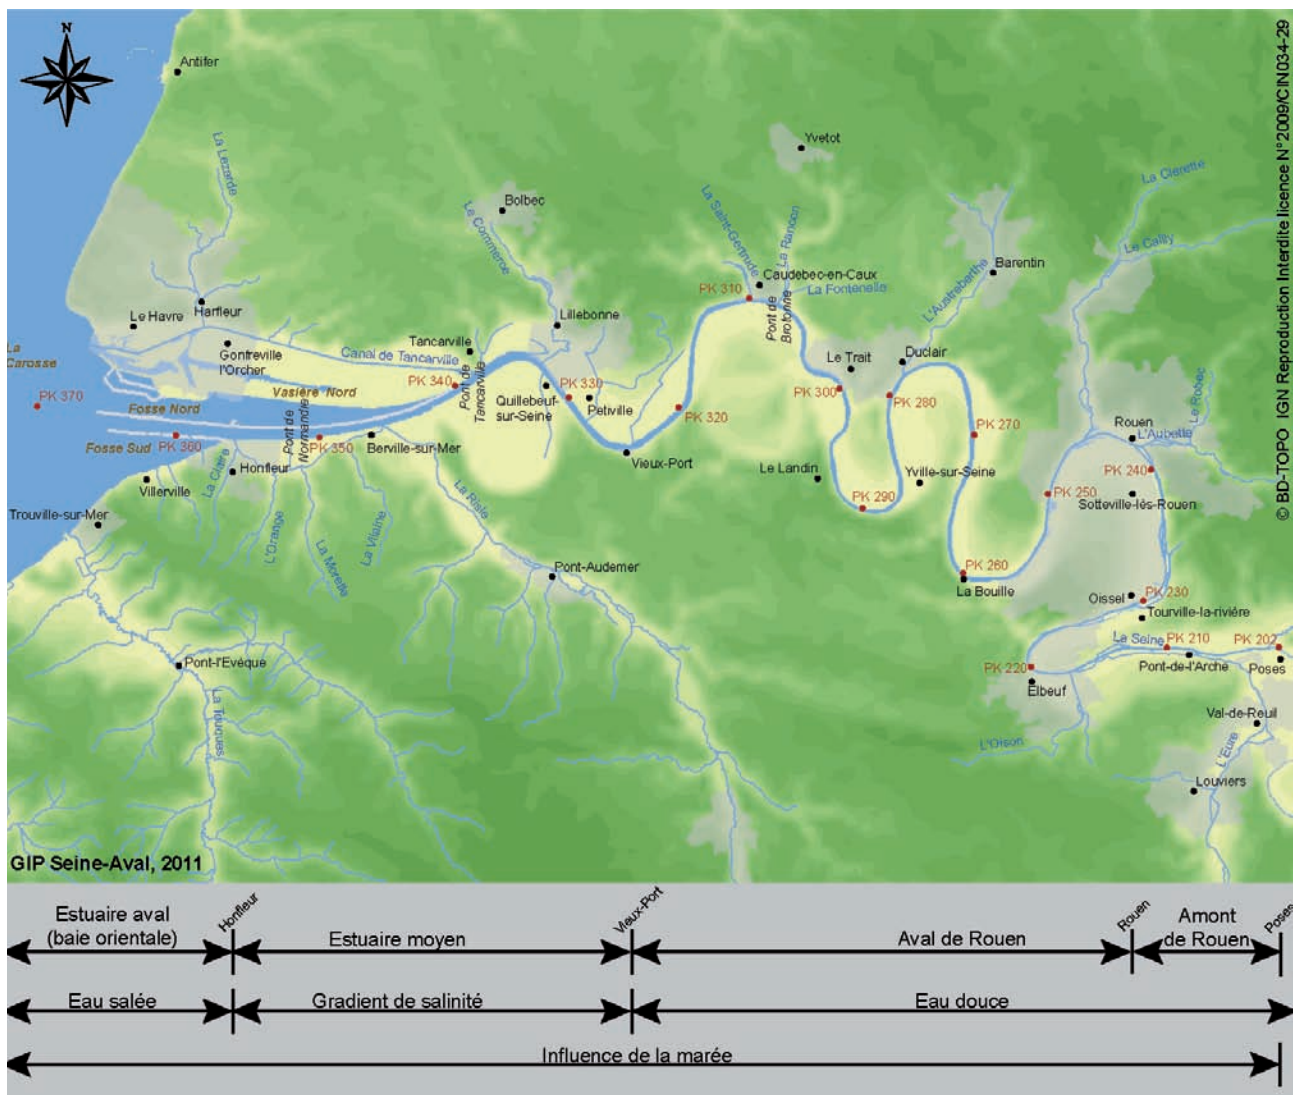 N
Antifer
La Lézarde
Yvetot
La Clérette
Bolbec
Le Commerce
La Saint-Gertrude
La Rancon
Le Cailly
Caudebec-en-Caux
Barentin
PK 310
La Fontenelle
L'Austreberthe
Harfleur
Le Havre
Lillebonne
Pont de
Brotonne
La
Carosse
Gonfreville
l'Orcher
Canal de Tancarville
Tancarville
Le Trait
Duclair
PK 370
Vasière Nord
PK 340
Pont de
Tancarville
PK 330
Quillebeuf-
sur-Seine
Petiville
PK 300
PK 280
Le Robec
Fosse Nord
PK 320
PK 270
Rouen
L'Aubette
Fosse Sud
PK 360
Pont de
Normandie
PK 350
Berville-sur-Mer
Vieux-Port
La Claire
Honfleur
Le Landin
Yville-sur-Seine
PK 240
Villerville
PK 290
PK 250
Sotteville-lès-Rouen
Trouville-sur-Mer
L'Orange
La Morelle
La Vilaine
La Risle
Pont-Audemer
PK 260
La Bouille
Oissel
PK 230
Tourville-la-rivière
La Seine
PK 210
PK 202
Pont-l'Evèque
PK 220
Elbeuf
Pont-de-l'Arche
Poses
La Touques
Val-de-Reuil
L'Oison
L'Eure
Louviers
GIP Seine-Aval, 2011
© BD-TOPO IGN Reproduction Interdite licence N°2009/CIN034-29
Honfleur
Vieux-Port
Rouen
Poses
Estuaire aval
(baie orientale)
Estuaire moyen
Aval de Rouen
Amont
de Rouen
Eau salée
Gradient de salinité
Eau douce
Influence de la marée